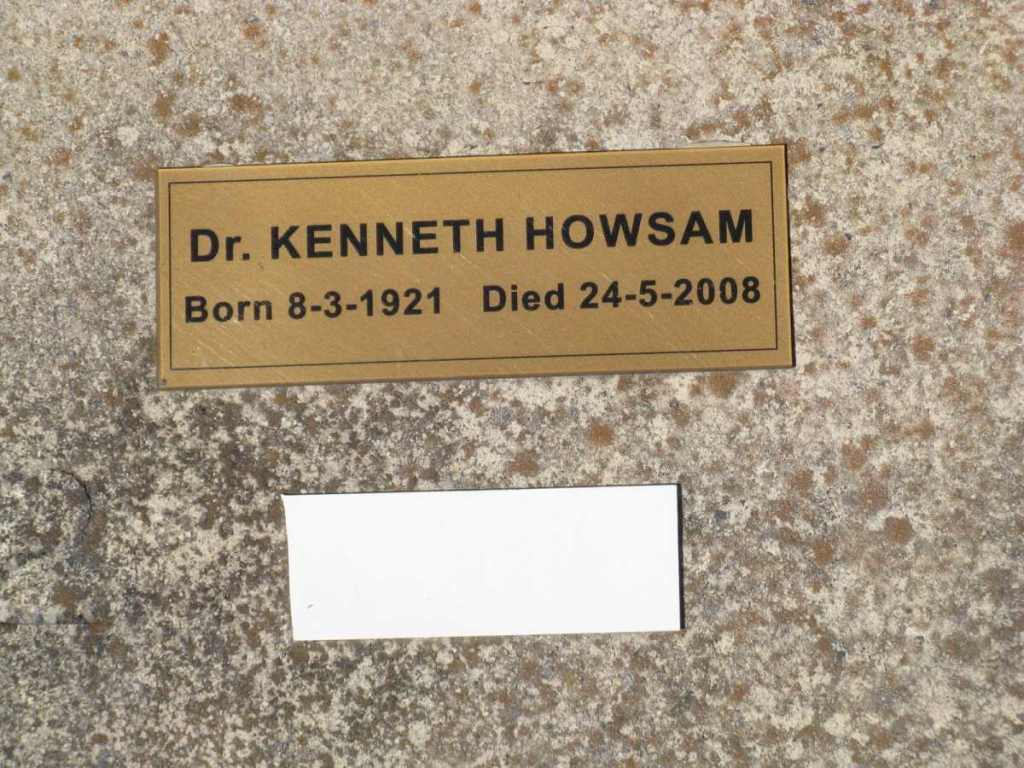 Dr. KENNETH HOWSAM
Born 8-3-1921 Died 24-5-2008